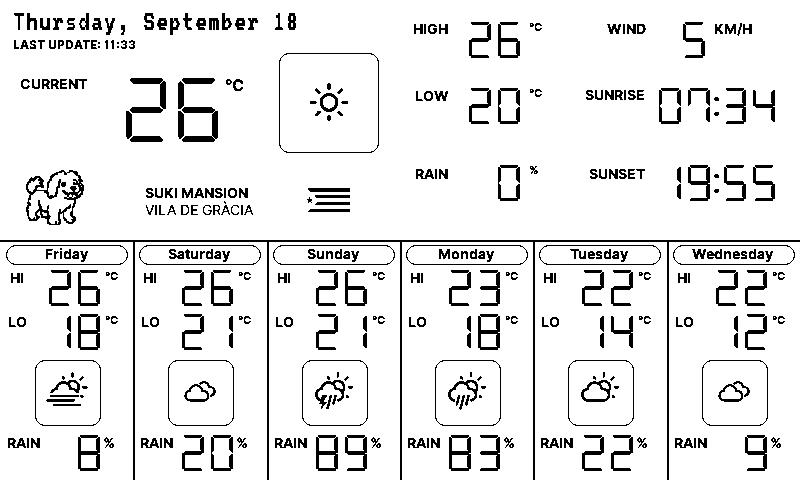 Thursday, September 18
LAST UPDATE: 11:33
CURRENT 26 °C
HIGH 26 °C
WIND 5 KM/H
LOW 20 °C
SUNRISE 07:34
RAIN 0 %
SUNSET 19:55
SUKI MANSION
VILA DE GRÀCIA
Friday
HI 26 °C
LO 18 °C
RAIN 8 %
Saturday
HI 26 °C
LO 21 °C
RAIN 20 %
Sunday
HI 26 °C
LO 21 °C
RAIN 89 %
Monday
HI 23 °C
LO 18 °C
RAIN 83 %
Tuesday
HI 22 °C
LO 14 °C
RAIN 22 %
Wednesday
HI 22 °C
LO 12 °C
RAIN 9 %